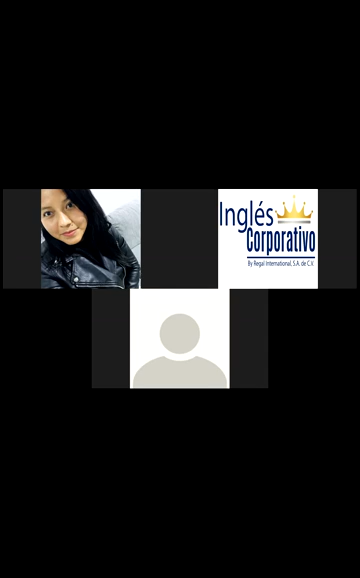 Inglés
Corporativo
By Regal International, S.A. de C.V.